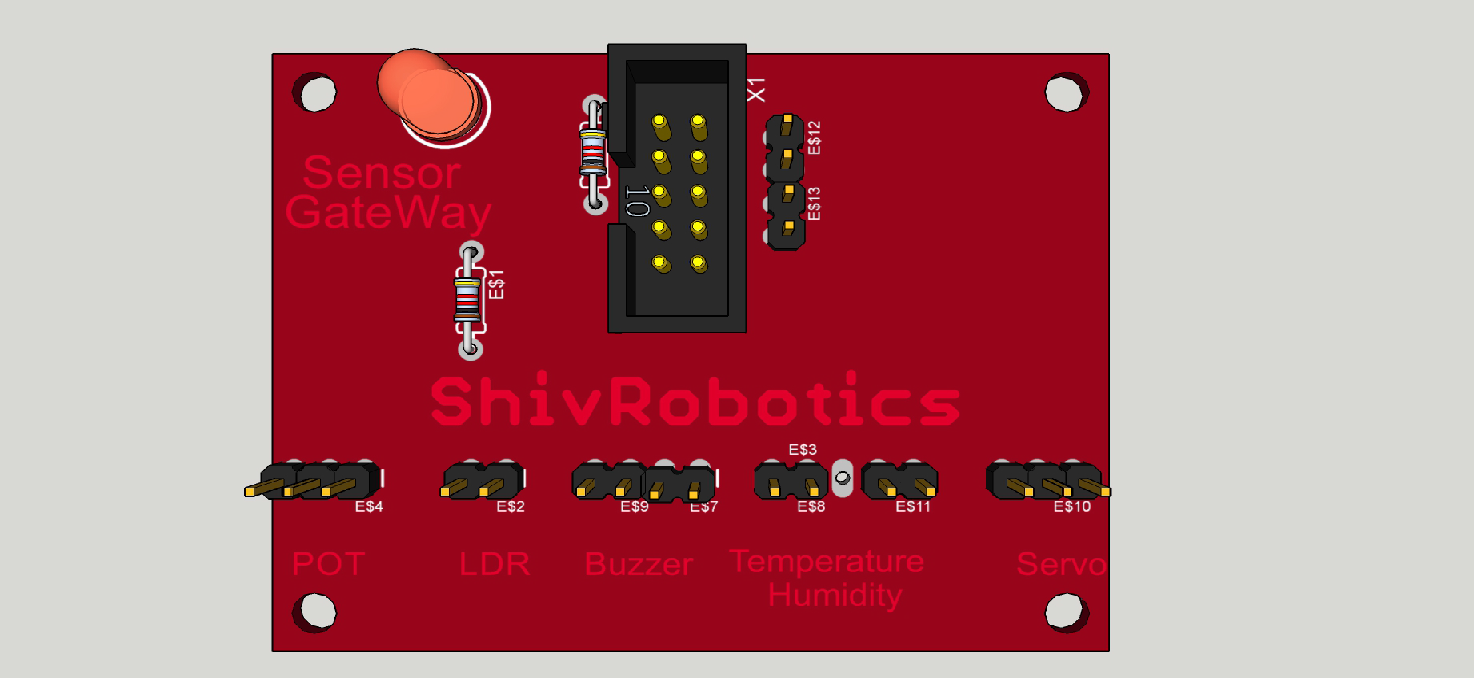 X1
E$12
Sensor
GateWay
10
E$13
E$1
ShivRobotics
E$3
E$4
E$2
E$9
E$7
E$8
E$11
E$10
POT
LDR
Buzzer
Temperature
Humidity
Servo